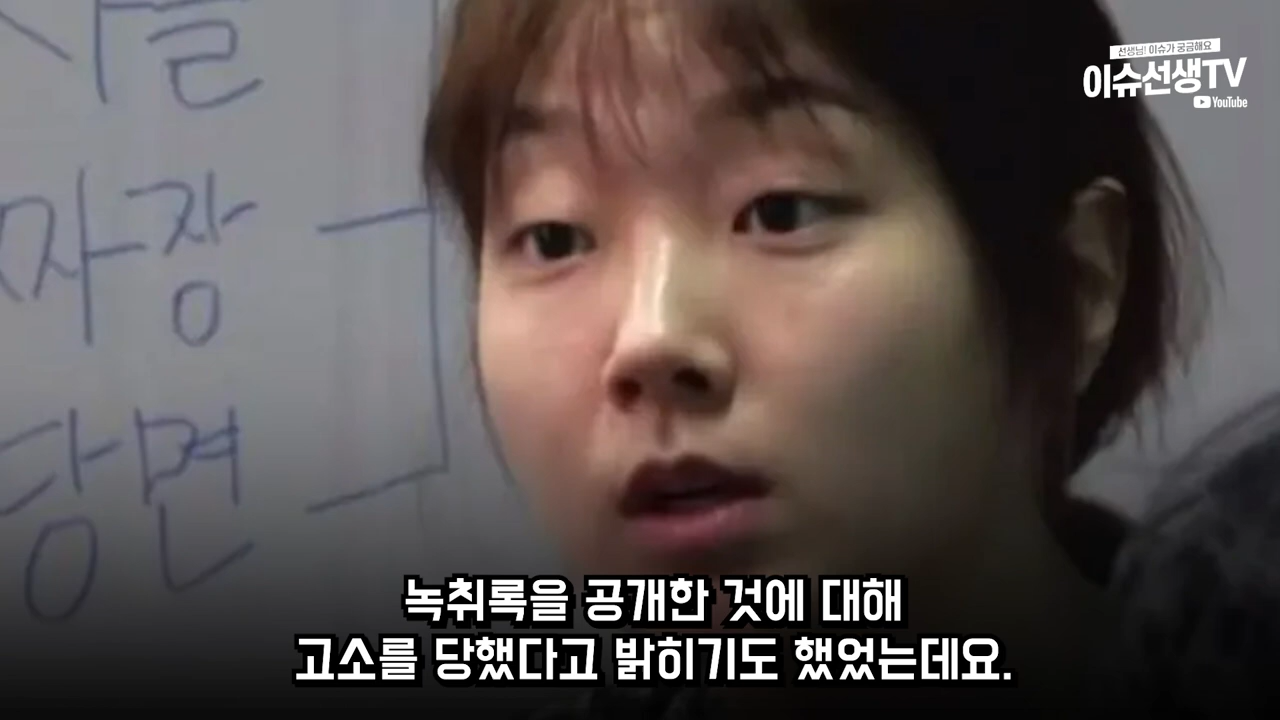 선생님! 이슈가 궁금해요
이슈선생TV
YouTube
자장
당면
녹취록을 공개한 것에 대해
고소를 당했다고 밝히기도 했었는데요.